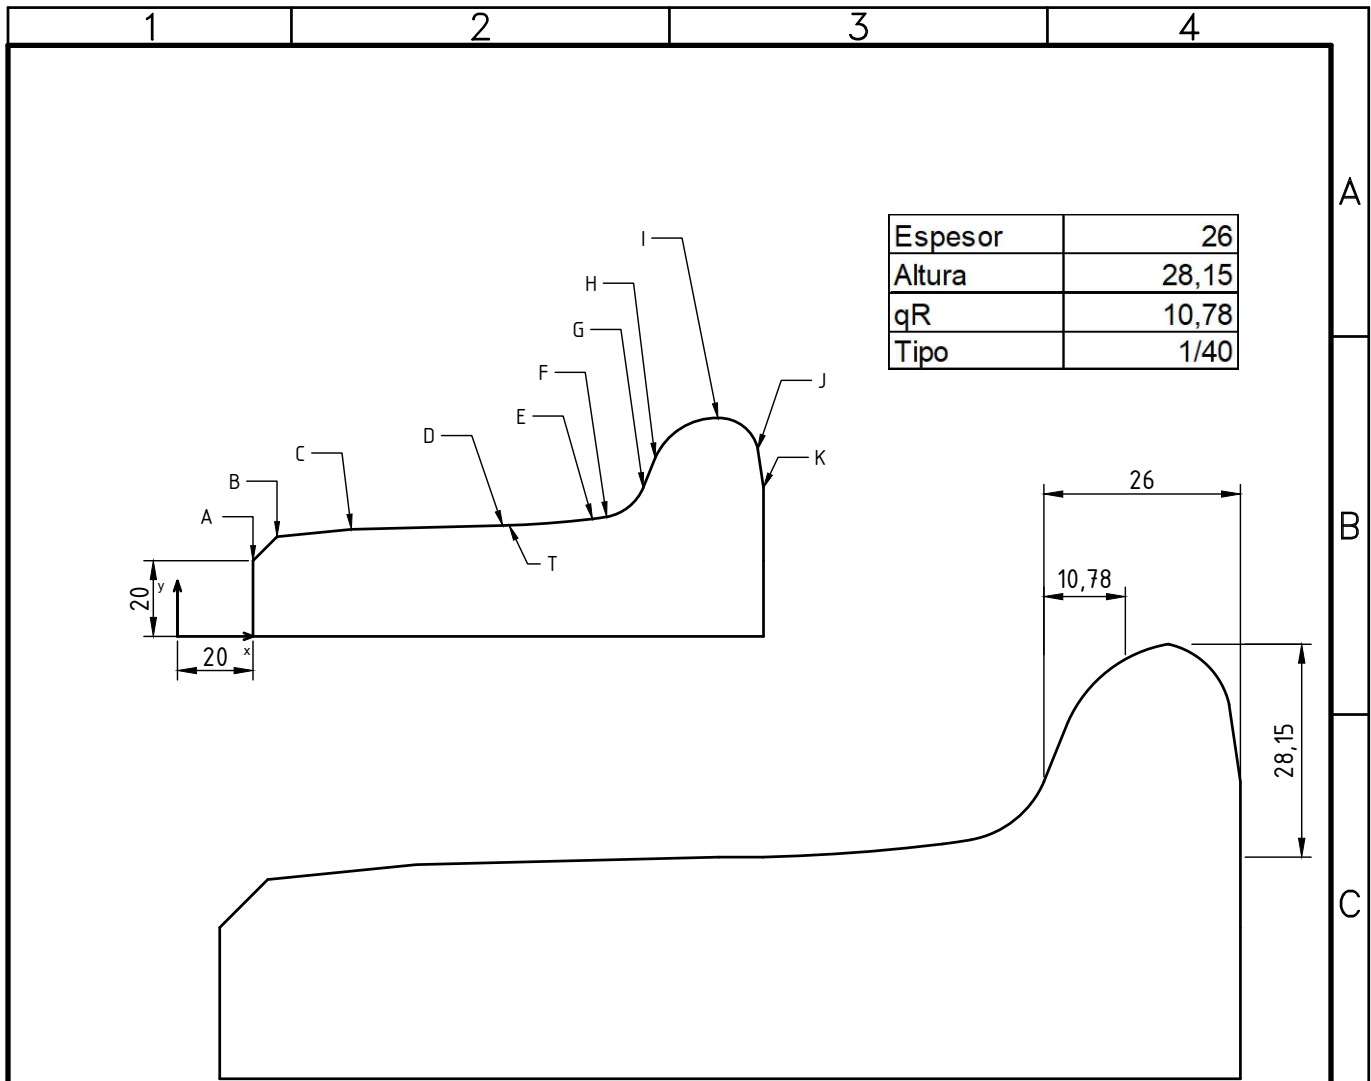 1 2 3 4
A
Espesor 26
Altura 28,15
qR 10,78
Tipo 1/40
I
H
G
F
J
E
D
C
K
B
26
A
B
T
10,78
y
20
x
20
28,15
C